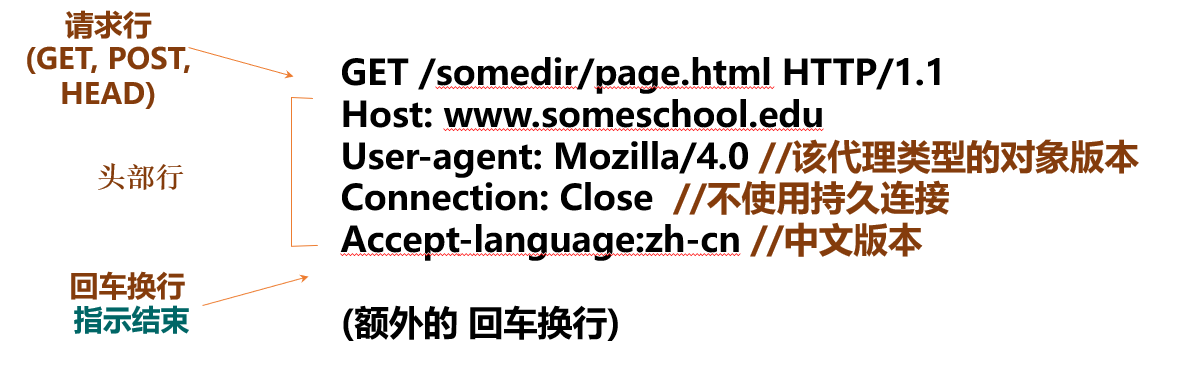 请求行
(GET, POST,
HEAD)
GET /somedir/page.html HTTP/1.1
Host: www.someschool.edu
User-agent: Mozilla/4.0 //该代理类型的对象版本
头部行
Connection: Close //不使用持久连接
Accept-language:zh-cn //中文版本
回车换行
指示结束
(额外的 回车换行)